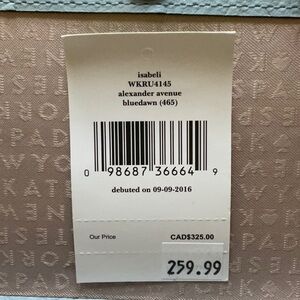 isabeli
WKRU4145
alexander avenue
bluedawn (465)
0 98687 36664 9
debuted on 09-09-2016
Our Price CAD$325.00
259.99